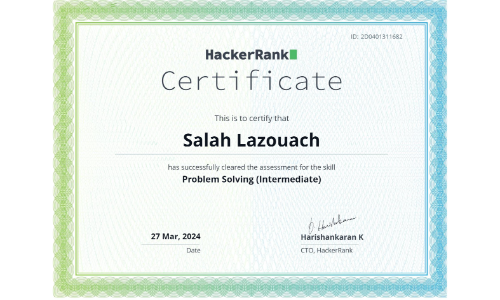 ID: 2D0401311682
HackerRank
Certificate
This is to certify that
Salah Lazouach
has successfully cleared the assessment for the skill
Problem Solving (Intermediate)
27 Mar, 2024
Date
Harishankaran K
CTO, HackerRank